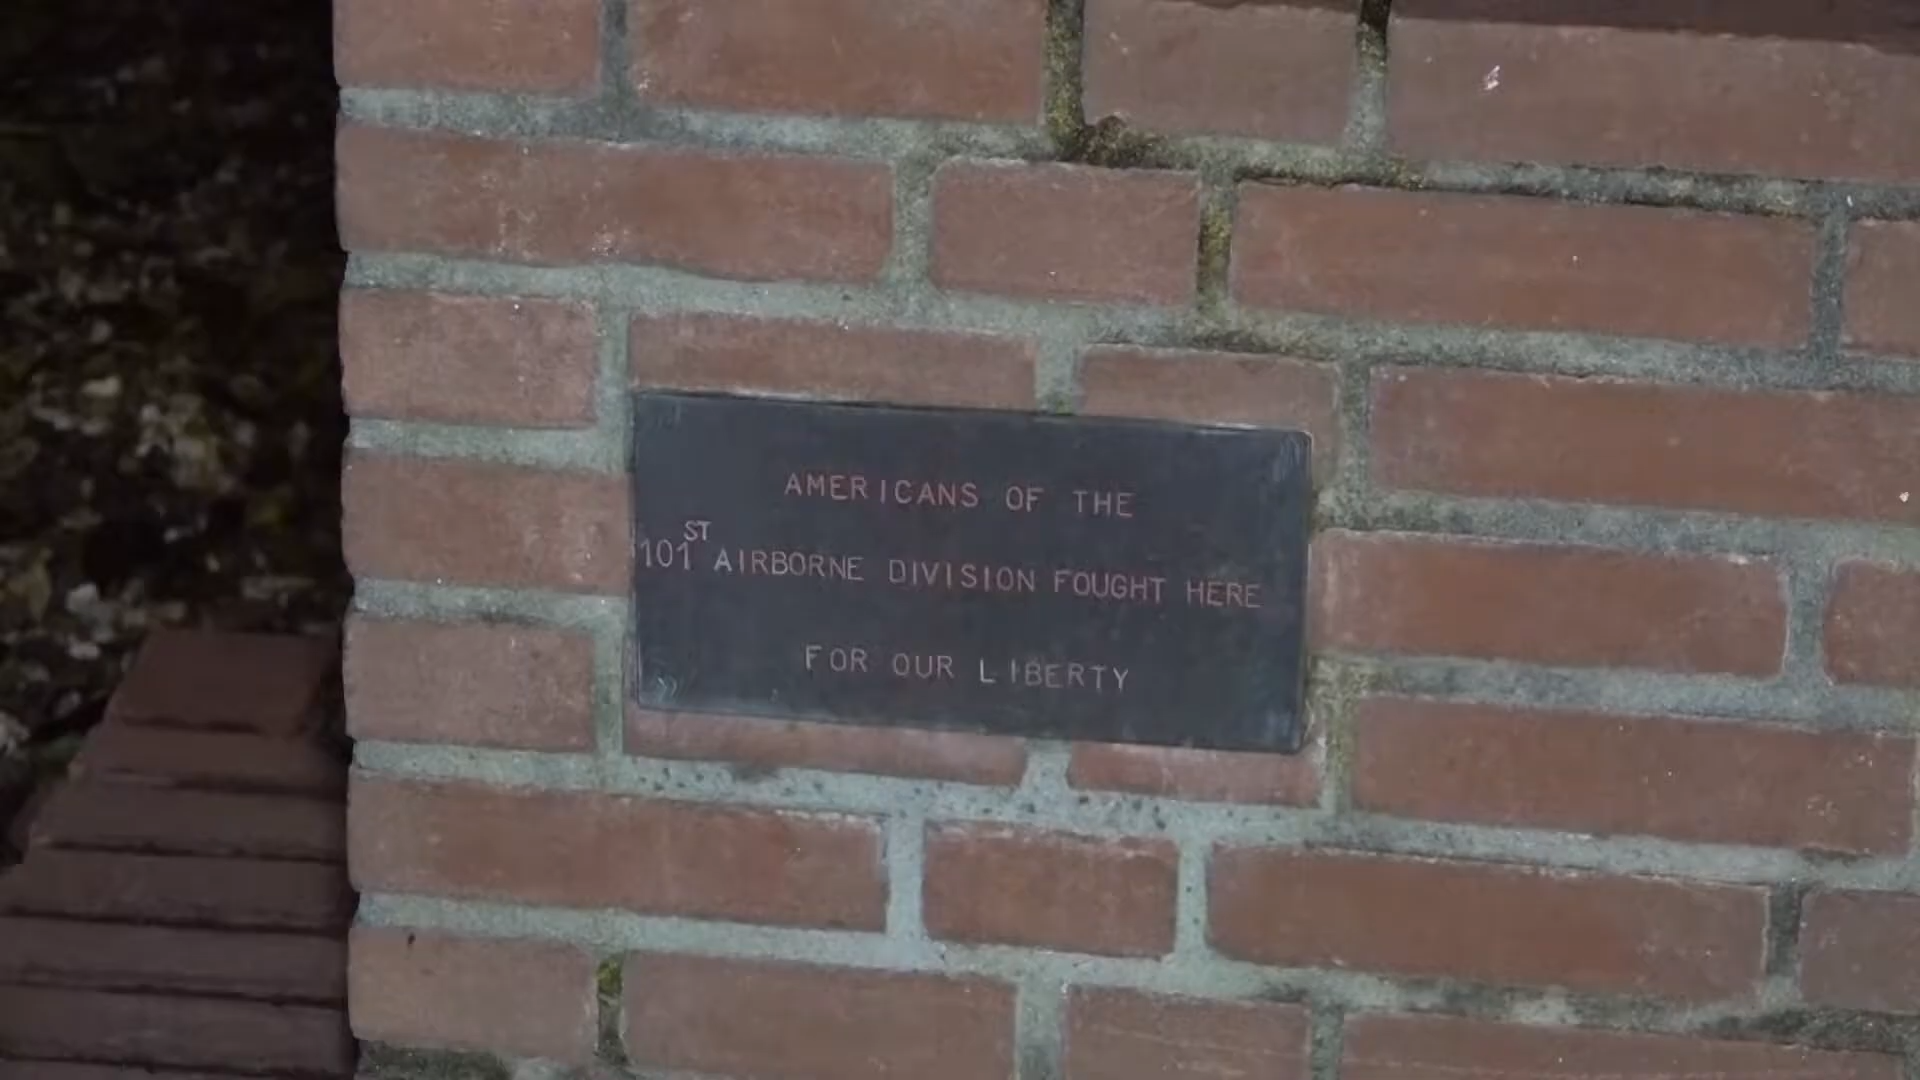 AMERICANS OF THE
101ST AIRBORNE DIVISION FOUGHT HERE
FOR OUR LIBERTY